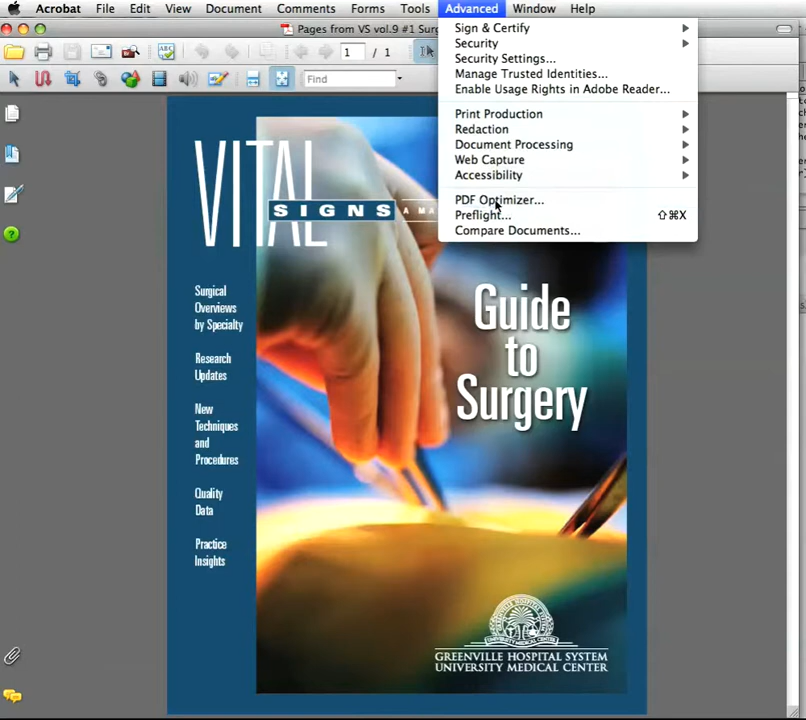 Acrobat File Edit View Document Comments Forms Tools Advanced Window Help
Pages from VS vol.9 #1 Surg
1 / 1
Find
Sign & Certify
Security
Security Settings...
Manage Trusted Identities...
Enable Usage Rights in Adobe Reader...
Print Production
Redaction
Document Processing
Web Capture
Accessibility
PDF Optimizer...
Preflight... ⇧⌘X
Compare Documents...
VITAL
SIGNS
A MA
Guide
to
Surgery
Surgical
Overviews
by Specialty
Research
Updates
New
Techniques
and
Procedures
Quality
Data
Practice
Insights
GREENVILLE HOSPITAL SYSTEM
UNIVERSITY MEDICAL CENTER